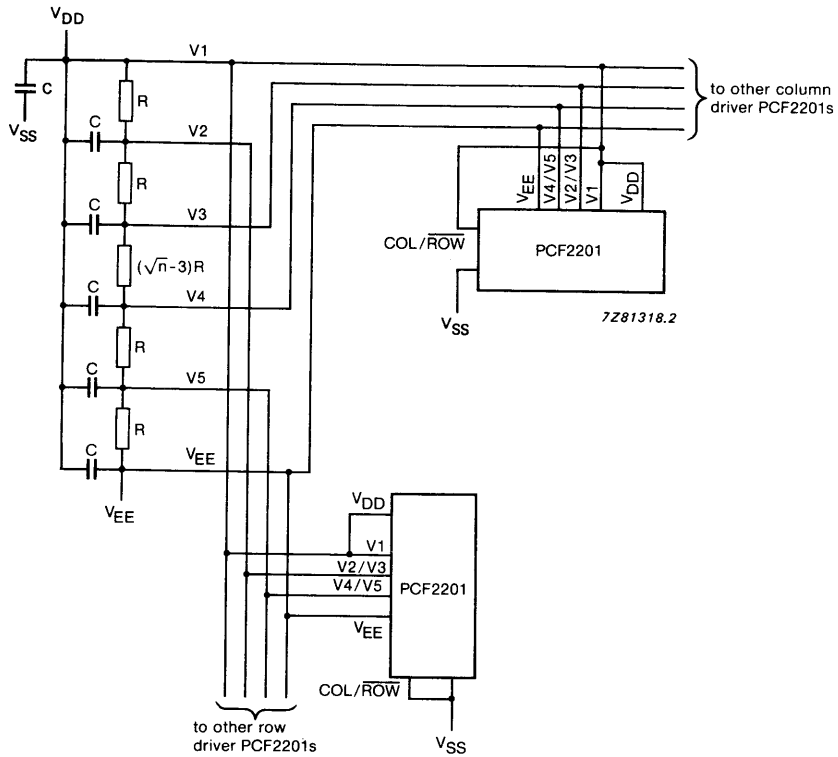 VDD
V1
C
VSS
R
C
V2
R
C
V3
(√n-3)R
C
V4
R
C
V5
R
C
VEE
VEE
to other column
driver PCF2201s
VEE
V4/V5
V2/V3
V1
VDD
COL/ROW
PCF2201
VSS
7Z81318.2
VDD
V1
V2/V3
V4/V5
VEE
PCF2201
COL/ROW
VSS
to other row
driver PCF2201s